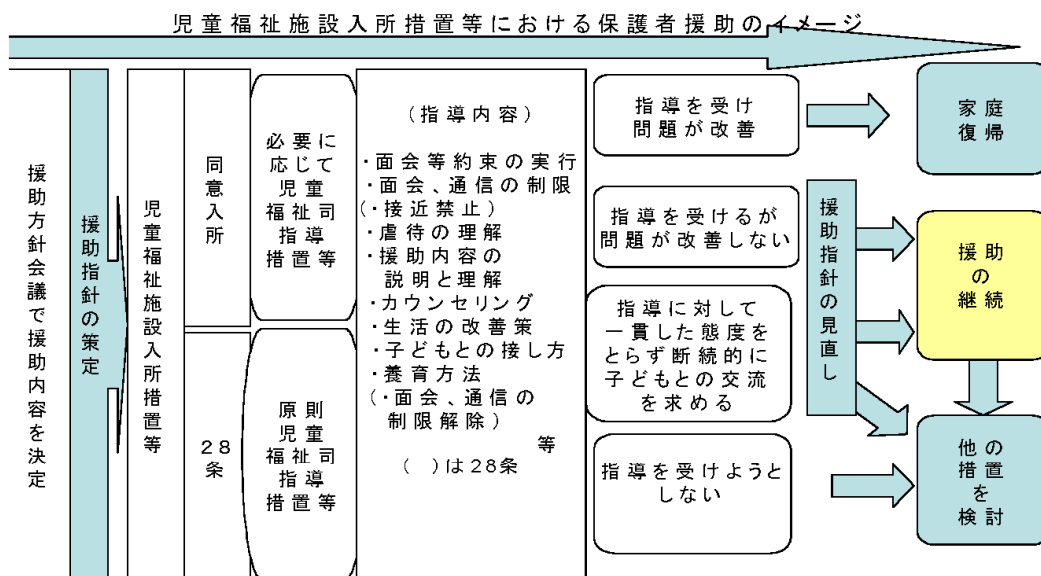 児童福祉施設入所措置等における保護者援助のイメージ
援助方針会議で援助内容を決定
援助指針の策定
児童福祉施設入所措置等
同意入所
28
条
必要に
応じて
児童
福祉司
指導
措置等
原則
児童
福祉司
指導
措置等
(指導内容)
・面会等約束の実行
・面会、通信の制限
(・接近禁止)
・虐待の理解
・援助内容の
説明と理解
・カウンセリング
・生活の改善策
・子どもとの接し方
・養育方法
(・面会、通信の
制限解除)
等
( )は28条
指導を受け
問題が改善
指導を受けるが
問題が改善しない
指導に対して
一貫した態度を
とらず断続的に
子どもとの交流
を求める
指導を受けようと
しない
援助指針の見直し
家庭
復帰
援助
の
継続
他の
措置を
検討